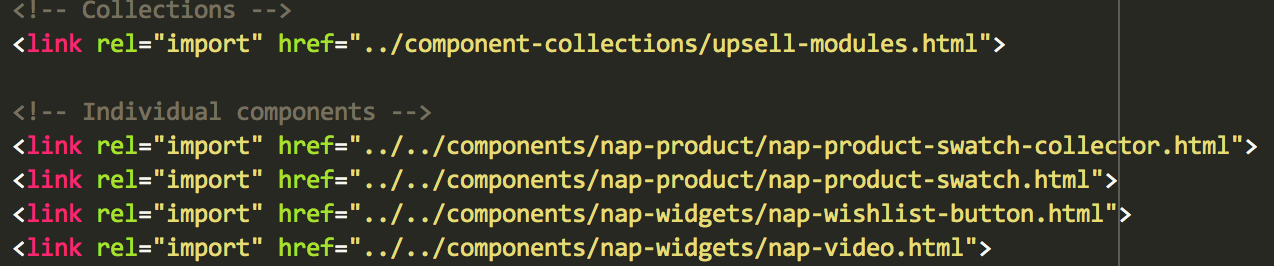 <!-- Collections -->
<link rel="import" href="../component-collections/upsell-modules.html">
<!-- Individual components -->
<link rel="import" href="../../components/nap-product/nap-product-swatch-collector.html">
<link rel="import" href="../../components/nap-product/nap-product-swatch.html">
<link rel="import" href="../../components/nap-widgets/nap-wishlist-button.html">
<link rel="import" href="../../components/nap-widgets/nap-video.html">